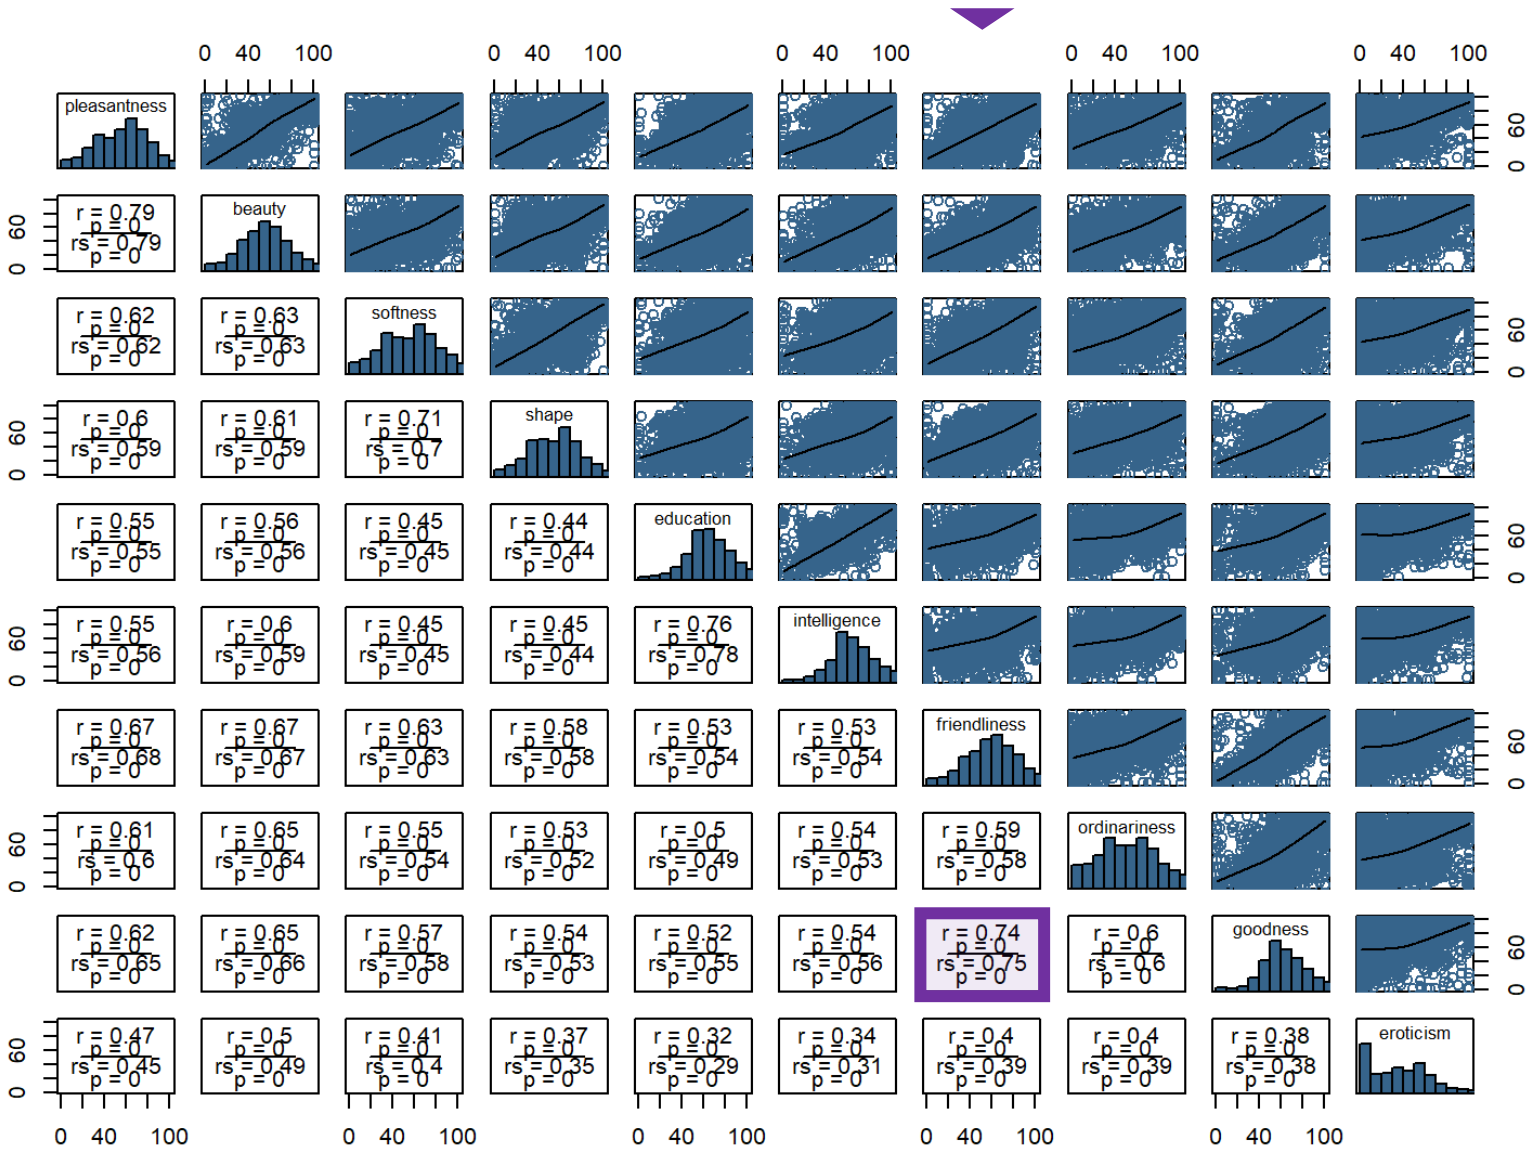 0 40 100 0 40 100 0 40 100 0 40 100 0 40 100
pleasantness
60
0
r = 0.79
p = 0
rs = 0.79
p = 0
beauty
60
0
r = 0.62
p = 0
rs = 0.62
p = 0
r = 0.63
p = 0
rs = 0.63
p = 0
softness
60
0
r = 0.6
p = 0
rs = 0.59
p = 0
r = 0.61
p = 0
rs = 0.59
p = 0
r = 0.71
p = 0
rs = 0.7
p = 0
shape
60
0
r = 0.55
p = 0
rs = 0.55
p = 0
r = 0.56
p = 0
rs = 0.56
p = 0
r = 0.45
p = 0
rs = 0.45
p = 0
r = 0.44
p = 0
rs = 0.44
p = 0
education
60
0
r = 0.55
p = 0
rs = 0.56
p = 0
r = 0.6
p = 0
rs = 0.59
p = 0
r = 0.45
p = 0
rs = 0.45
p = 0
r = 0.45
p = 0
rs = 0.44
p = 0
r = 0.76
p = 0
rs = 0.78
p = 0
intelligence
60
0
r = 0.67
p = 0
rs = 0.68
p = 0
r = 0.67
p = 0
rs = 0.67
p = 0
r = 0.63
p = 0
rs = 0.63
p = 0
r = 0.58
p = 0
rs = 0.58
p = 0
r = 0.53
p = 0
rs = 0.54
p = 0
r = 0.53
p = 0
rs = 0.54
p = 0
friendliness
60
0
r = 0.61
p = 0
rs = 0.6
p = 0
r = 0.65
p = 0
rs = 0.64
p = 0
r = 0.55
p = 0
rs = 0.54
p = 0
r = 0.53
p = 0
rs = 0.52
p = 0
r = 0.5
p = 0
rs = 0.49
p = 0
r = 0.54
p = 0
rs = 0.53
p = 0
r = 0.59
p = 0
rs = 0.58
p = 0
ordinariness
60
0
r = 0.62
p = 0
rs = 0.65
p = 0
r = 0.65
p = 0
rs = 0.66
p = 0
r = 0.57
p = 0
rs = 0.58
p = 0
r = 0.54
p = 0
rs = 0.53
p = 0
r = 0.52
p = 0
rs = 0.55
p = 0
r = 0.54
p = 0
rs = 0.56
p = 0
r = 0.74
p = 0
rs = 0.75
p = 0
r = 0.6
p = 0
rs = 0.6
p = 0
goodness
60
0
r = 0.47
p = 0
rs = 0.45
p = 0
r = 0.5
p = 0
rs = 0.49
p = 0
r = 0.41
p = 0
rs = 0.4
p = 0
r = 0.37
p = 0
rs = 0.35
p = 0
r = 0.32
p = 0
rs = 0.29
p = 0
r = 0.34
p = 0
rs = 0.31
p = 0
r = 0.4
p = 0
rs = 0.39
p = 0
r = 0.4
p = 0
rs = 0.39
p = 0
r = 0.38
p = 0
rs = 0.38
p = 0
eroticism
60
0
0 40 100 0 40 100 0 40 100 0 40 100 0 40 100